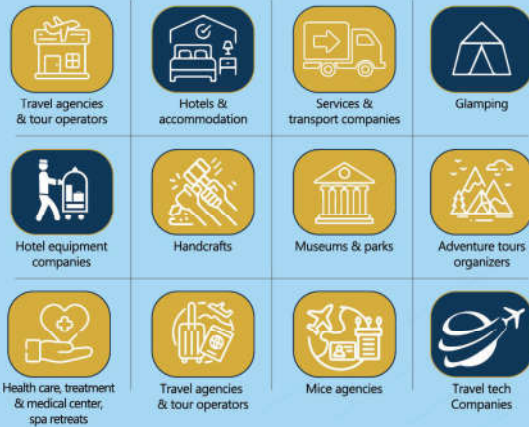 Travel agencies
& tour operators
Hotels &
accommodation
Services &
transport companies
Glamping
Hotel equipment
companies
Handcrafts
Museums & parks
Adventure tours
organizers
Health care, treatment
& medical center,
spa retreats
Travel agencies
& tour operators
Mice agencies
Travel tech
Companies